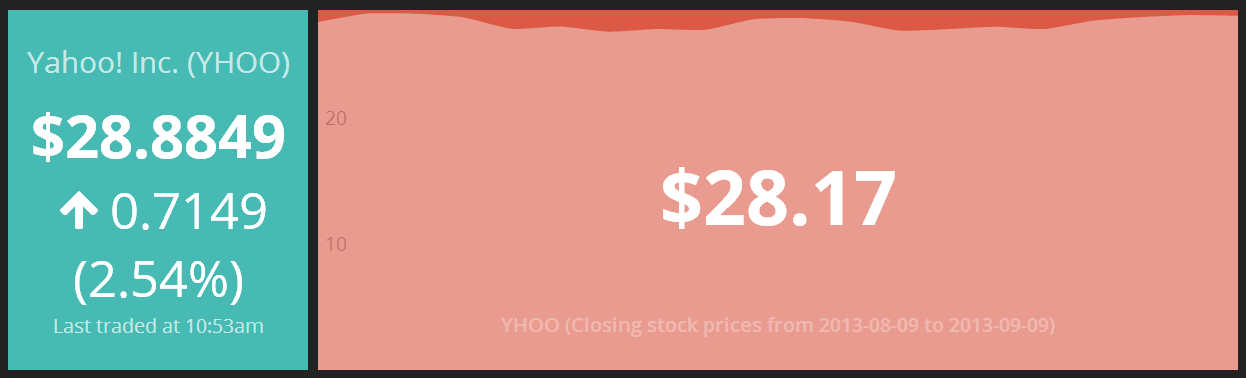 Yahoo! Inc. (YHOO)
$28.8849
↑ 0.7149
(2.54%)
Last traded at 10:53am
20
$28.17
10
YHOO (Closing stock prices from 2013-08-09 to 2013-09-09)